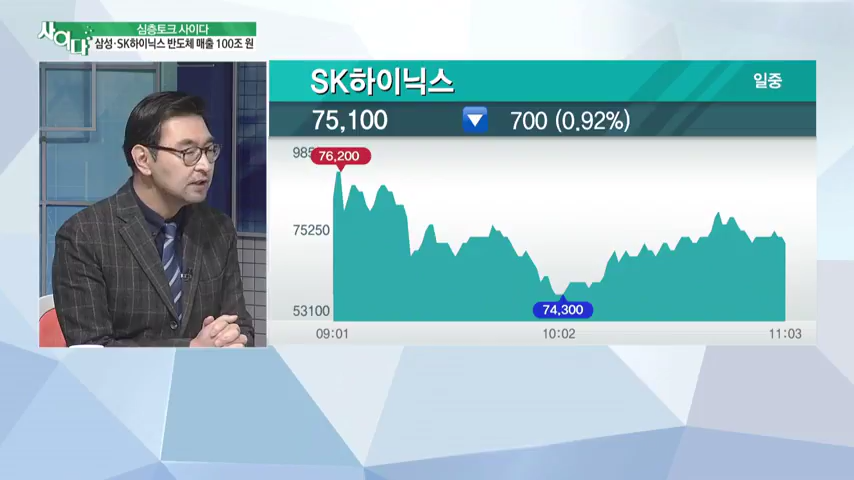 사이다
심층토크 사이다
삼성·SK하이닉스 반도체 매출 100조 원
SK하이닉스
일중
75,100
700 (0.92%)
76,200
75250
53100
74,300
09:01
10:02
11:03